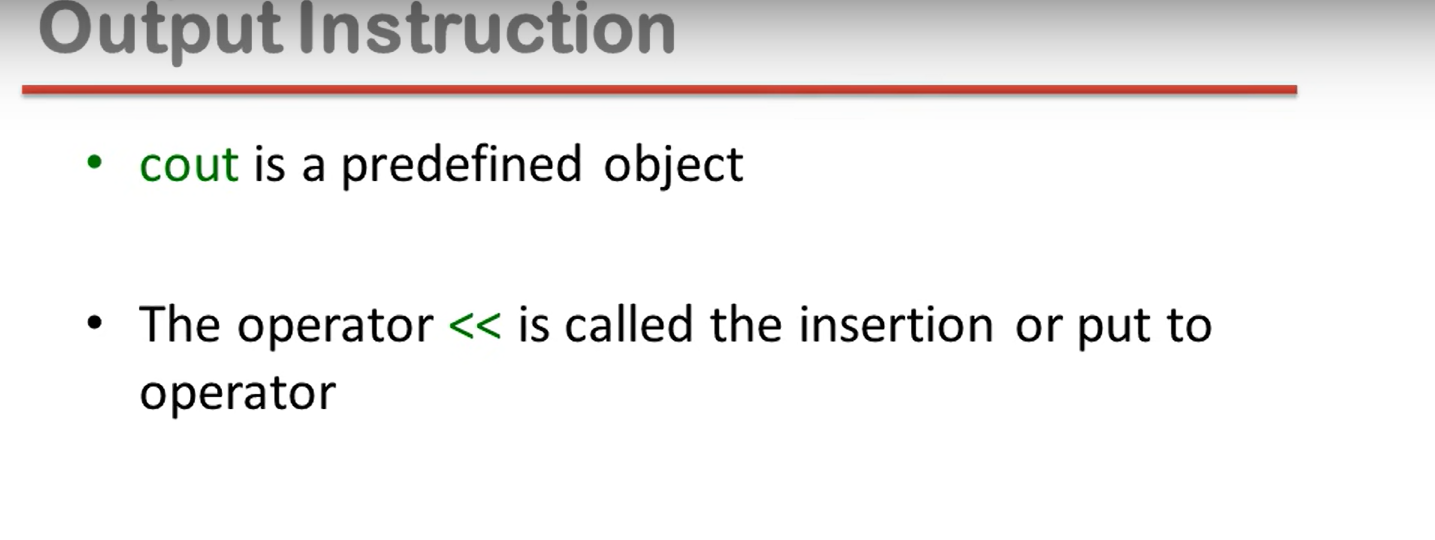 Output Instruction
• cout is a predefined object
• The operator << is called the insertion or put to
operator